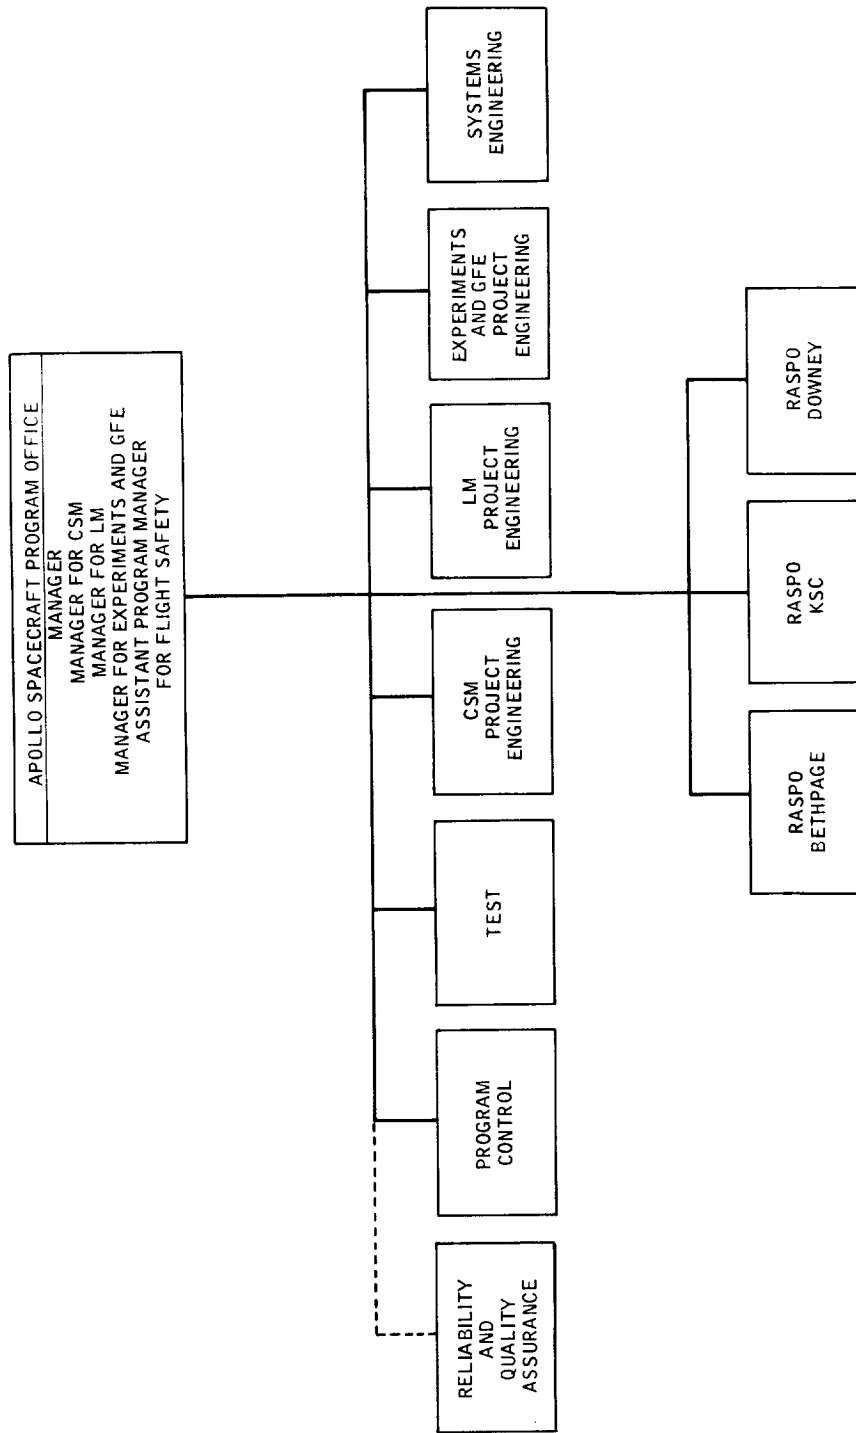 APOLLO SPACECRAFT PROGRAM OFFICE
MANAGER
MANAGER FOR CSM
MANAGER FOR LM
MANAGER FOR EXPERIMENTS AND GFE
ASSISTANT PROGRAM MANAGER
FOR FLIGHT SAFETY
RELIABILITY
AND
QUALITY
ASSURANCE
PROGRAM
CONTROL
TEST
CSM
PROJECT
ENGINEERING
LM
PROJECT
ENGINEERING
EXPERIMENTS
AND GFE
PROJECT
ENGINEERING
SYSTEMS
ENGINEERING
RASPO
BETHPAGE
RASPO
KSC
RASPO
DOWNEY